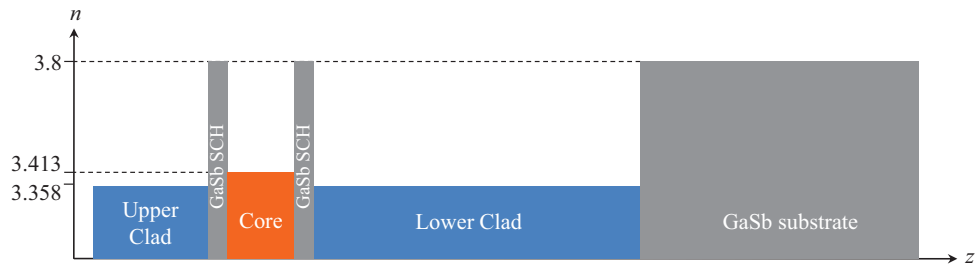 n
3.8
3.413
3.358
Upper
Clad
GaSb SCH
Core
GaSb SCH
Lower Clad
GaSb substrate
z